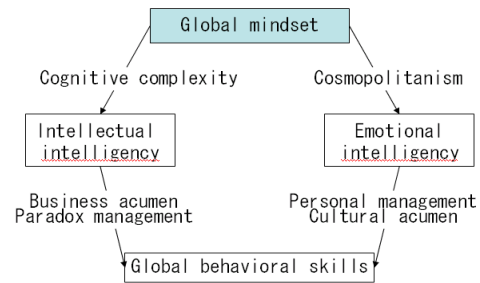 Global mindset
Cognitive complexity
Cosmopolitanism
Intellectual
intelligency
Emotional
intelligency
Business acumen
Paradox management
Personal management
Cultural acumen
Global behavioral skills